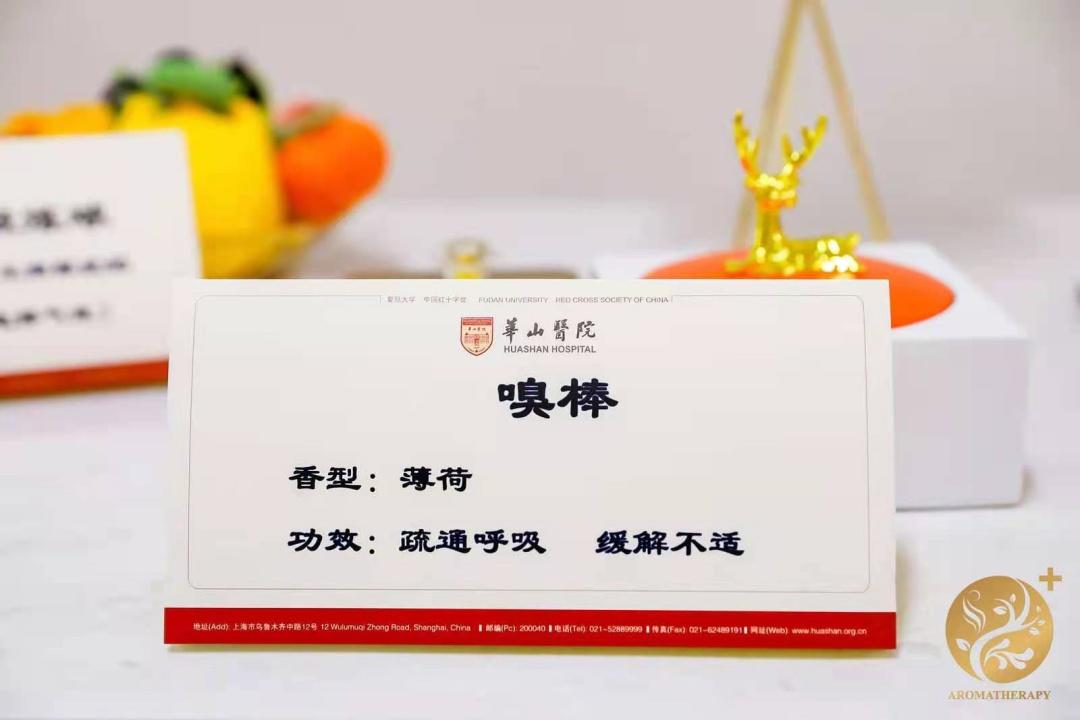 复旦大学 中国红十字会 FUDAN UNIVERSITY RED CROSS SOCIETY OF CHINA
華山醫院
HUASHAN HOSPITAL
嗅棒
香型：薄荷
功效：疏通呼吸 缓解不适
地址(Add): 上海市乌鲁木齐中路12号 12 Wulumuqi Zhong Road, Shanghai, China ‖ 邮编(Pc): 200040 ‖ 电话(Tel): 021-52889999 ‖ 传真(Fax): 021-62489191 ‖ 网址(Web): www.huashan.org.cn
AROMATHERAPY